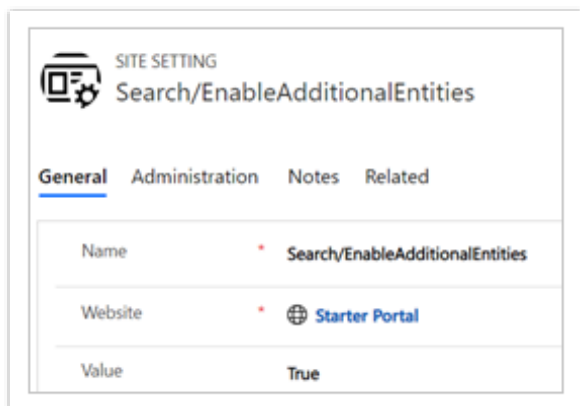 SITE SETTING
Search/EnableAdditionalEntities
General Administration Notes Related
Name * Search/EnableAdditionalEntities
Website * Starter Portal
Value True